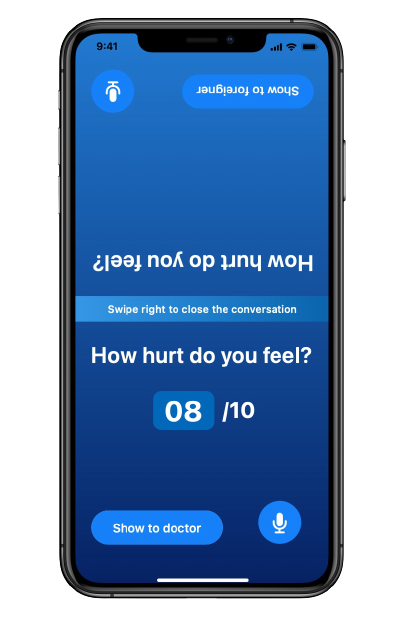 9:41
Show to foreigner
How hurt do you feel?
Swipe right to close the conversation
How hurt do you feel?
08 /10
Show to doctor